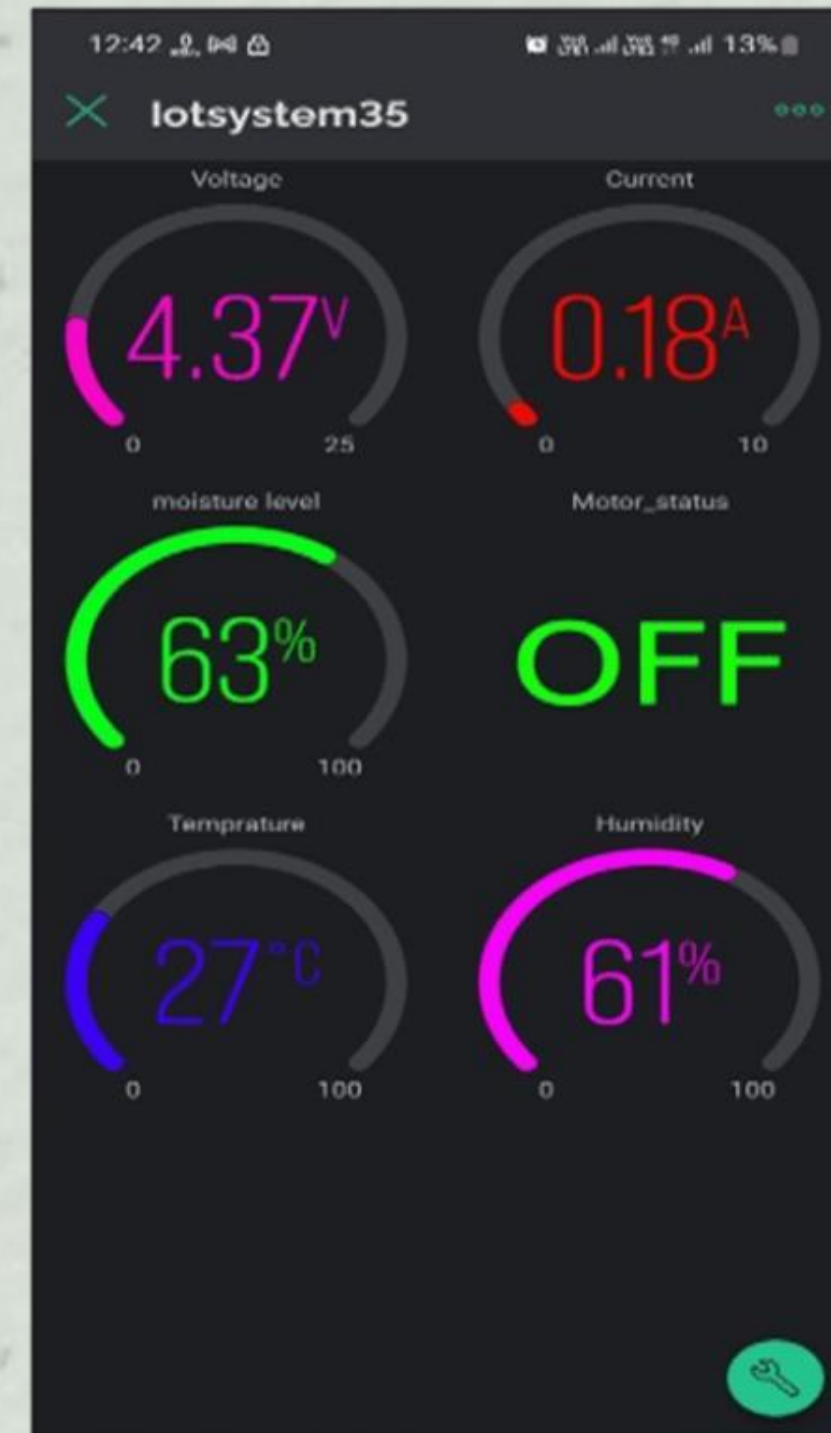 12:42 13%
Iotsystem35
Voltage Current
4.37V 0.18A
0 25 0 10
moisture level Motor_status
63% OFF
0 100
Temprature Humidity
27°C 61%
0 100 0 100